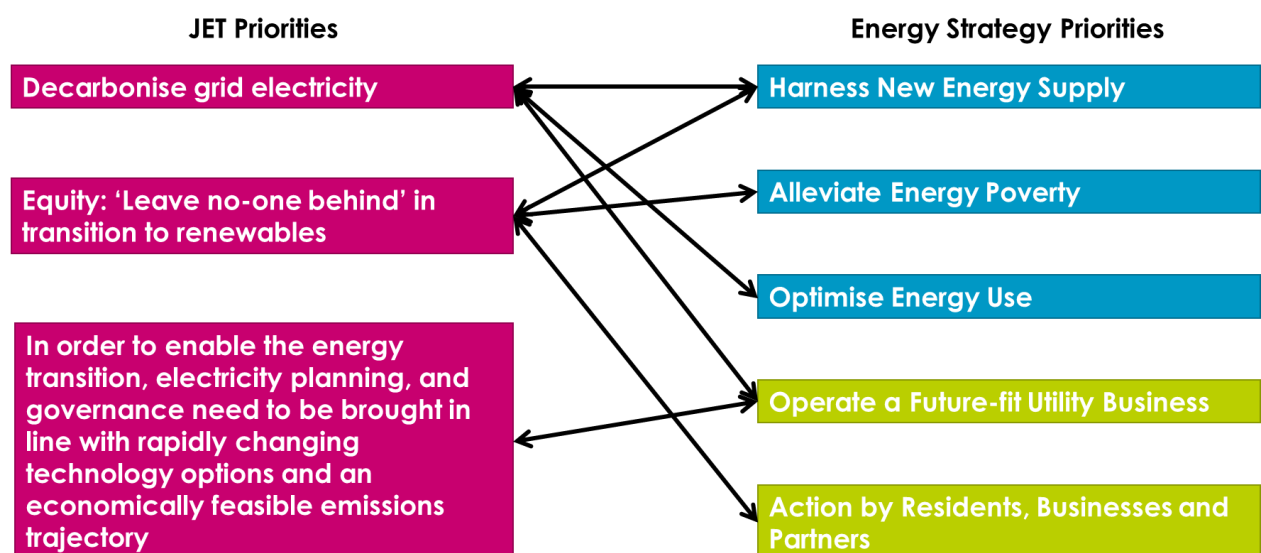 JET Priorities
Energy Strategy Priorities
Decarbonise grid electricity
Equity: ‘Leave no-one behind’ in
transition to renewables
In order to enable the energy
transition, electricity planning, and
governance need to be brought in
line with rapidly changing
technology options and an
economically feasible emissions
trajectory
Harness New Energy Supply
Alleviate Energy Poverty
Optimise Energy Use
Operate a Future-fit Utility Business
Action by Residents, Businesses and
Partners